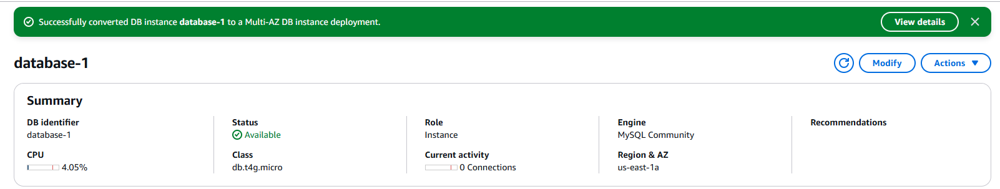 Successfully converted DB instance database-1 to a Multi-AZ DB instance deployment.
View details
database-1
Modify
Actions
Summary
DB identifier
database-1
Status
Available
Role
Instance
Engine
MySQL Community
Recommendations
CPU
4.05%
Class
db.t4g.micro
Current activity
0 Connections
Region & AZ
us-east-1a